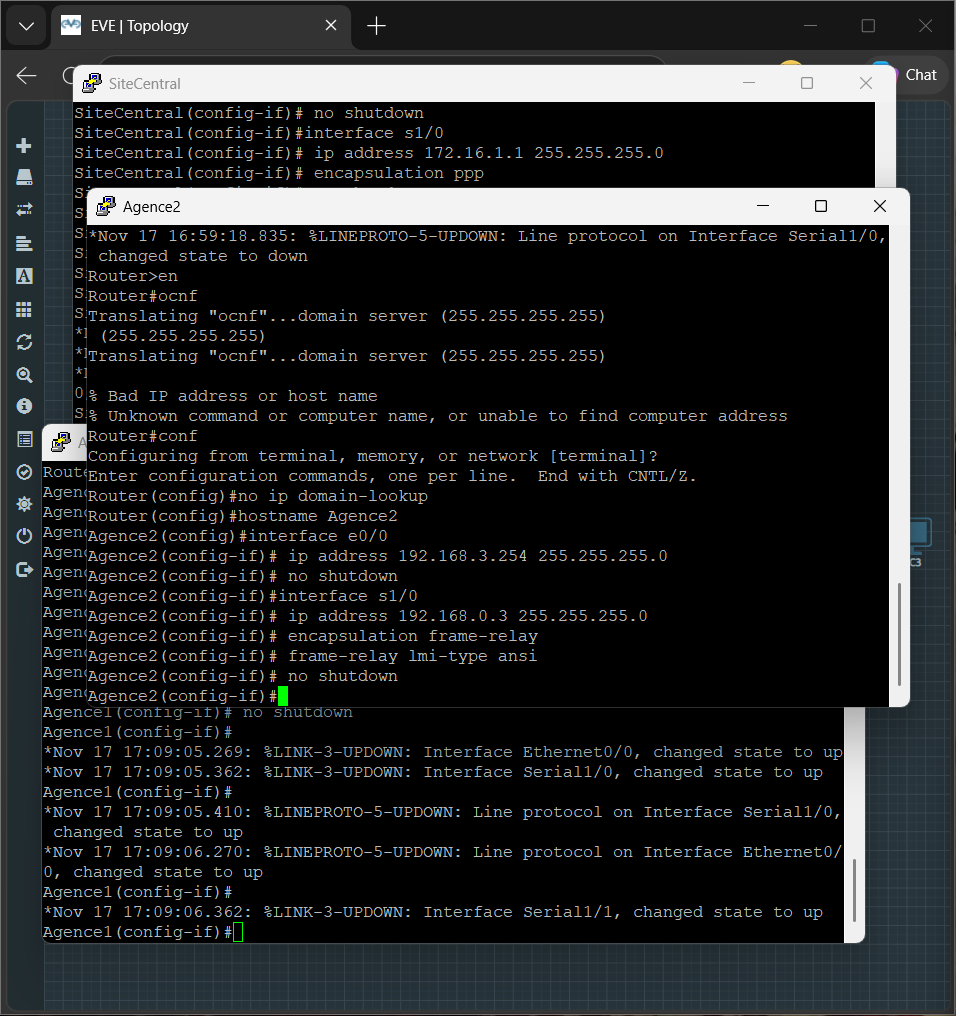 EVE | Topology
Chat
SiteCentral
SiteCentral(config-if)# no shutdown
SiteCentral(config-if)#interface s1/0
SiteCentral(config-if)# ip address 172.16.1.1 255.255.255.0
SiteCentral(config-if)# encapsulation ppp
Agence2
*Nov 17 16:59:18.835: %LINEPROTO-5-UPDOWN: Line protocol on Interface Serial1/0,
changed state to down
Router>en
Router#ocnf
Translating "ocnf"...domain server (255.255.255.255)
(255.255.255.255)
Translating "ocnf"...domain server (255.255.255.255)
% Bad IP address or host name
% Unknown command or computer name, or unable to find computer address
Router#conf
Configuring from terminal, memory, or network [terminal]?
Enter configuration commands, one per line.  End with CNTL/Z.
Router(config)#no ip domain-lookup
Router(config)#hostname Agence2
Agence2(config)#interface e0/0
Agence2(config-if)# ip address 192.168.3.254 255.255.255.0
Agence2(config-if)# no shutdown
Agence2(config-if)#interface s1/0
Agence2(config-if)# ip address 192.168.0.3 255.255.255.0
Agence2(config-if)# encapsulation frame-relay
Agence2(config-if)# frame-relay lmi-type ansi
Agence2(config-if)# no shutdown
Agence2(config-if)#
Agence1(config-if)# no shutdown
Agence1(config-if)#
*Nov 17 17:09:05.269: %LINK-3-UPDOWN: Interface Ethernet0/0, changed state to up
*Nov 17 17:09:05.362: %LINK-3-UPDOWN: Interface Serial1/0, changed state to up
Agence1(config-if)#
*Nov 17 17:09:05.410: %LINEPROTO-5-UPDOWN: Line protocol on Interface Serial1/0,
changed state to up
*Nov 17 17:09:06.270: %LINEPROTO-5-UPDOWN: Line protocol on Interface Ethernet0/
0, changed state to up
Agence1(config-if)#
*Nov 17 17:09:06.362: %LINK-3-UPDOWN: Interface Serial1/1, changed state to up
Agence1(config-if)#